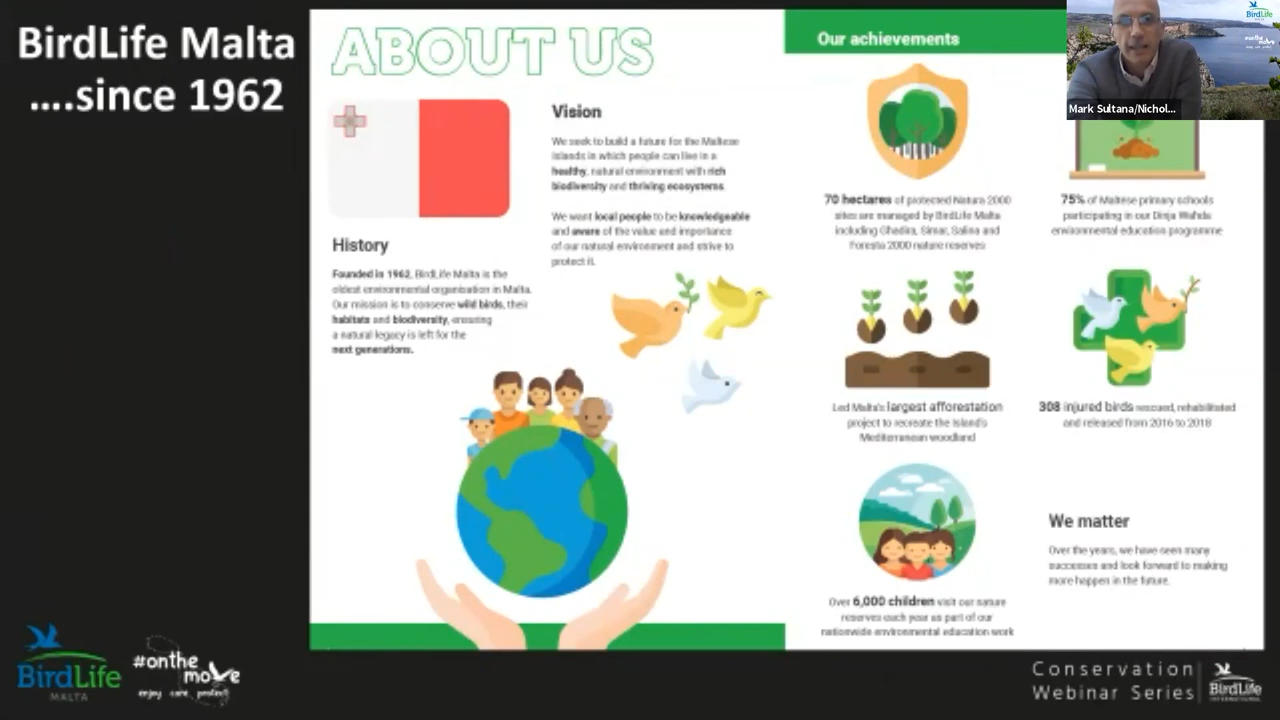 BirdLife Malta
....since 1962
ABOUT US
History
Founded in 1962, BirdLife Malta is the
oldest environmental organisation in Malta.
Our mission is to conserve wild birds, their
habitats and biodiversity, ensuring
a natural legacy is left for the
next generations.
Vision
We seek to build a future for the Maltese
Islands in which people can live in a
healthy, natural environment with rich
biodiversity and thriving ecosystems.
We want local people to be knowledgeable
and aware of the value and importance
of our natural environment and strive to
protect it.
Our achievements
70 hectares of protected Natura 2000
sites are managed by BirdLife Malta
including Għadira, Simar, Salina and
Foresta 2000 nature reserves
75% of Maltese primary schools
participating in our Dinja Waħda
environmental education programme
Led Malta's largest afforestation
project to recreate the Island's
Mediterranean woodland
308 injured birds rescued, rehabilitated
and released from 2016 to 2018
Over 6,000 children visit our nature
reserves each year as part of our
nationwide environmental education work
We matter
Over the years, we have seen many
successes and look forward to making
more happen in the future.
BirdLife
#onthe
move
Mark Sultana/Nichol...
BirdLife
MALTA
#onthe
move
enjoy care protect
Conservation
Webinar Series
BirdLife
INTERNATIONAL